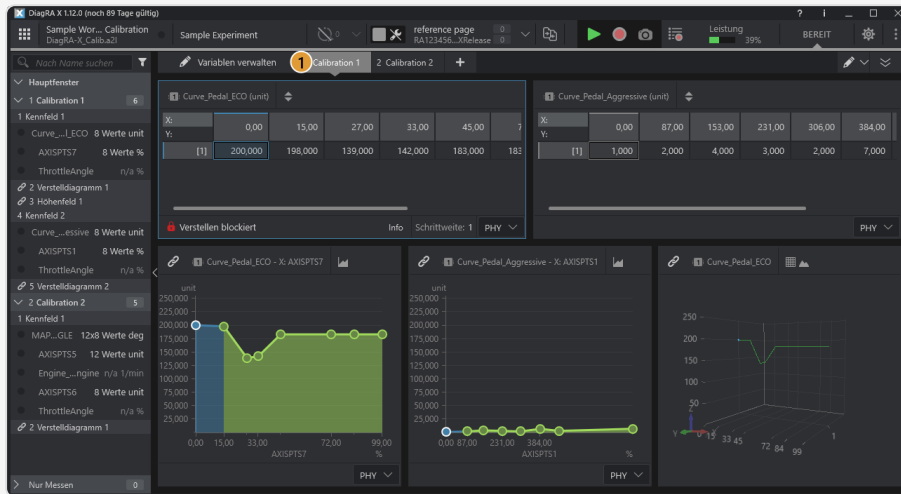 DiagRA X 1.12.0 (noch 89 Tage gültig)
? i
Sample Wor... Calibration
DiagRA-X_Calib.a2l
Sample Experiment
0
reference page
RA123456...XRelease
0
0
Leistung
39%
BEREIT
Nach Name suchen
Variablen verwalten
1
Calibration 1
2 Calibration 2
+
Hauptfenster
1 Calibration 1 6
1 Kennfeld 1
Curve_...l_ECO 8 Werte unit
AXISPTS7 8 Werte %
ThrottleAngle n/a %
2 Verstelldiagramm 1
3 Höhenfeld 1
4 Kennfeld 2
Curve_...essive 8 Werte unit
AXISPTS1 8 Werte %
ThrottleAngle n/a %
5 Verstelldiagramm 2
2 Calibration 2 5
1 Kennfeld 1
MAP...GLE 12x8 Werte deg
AXISPTS5 12 Werte unit
Engine_...ngine n/a 1/min
AXISPTS6 8 Werte unit
ThrottleAngle n/a %
2 Verstelldiagramm 1
Nur Messen 0
1 Curve_Pedal_ECO (unit)
X:
Y:
0,00 15,00 27,00 33,00 45,00 7
[1] 200,000 198,000 139,000 142,000 183,000 183
Verstellen blockiert Info Schrittweite: 1 PHY
1 Curve_Pedal_Aggressive (unit)
X:
Y:
0,00 87,00 153,00 231,00 306,00 384,00
[1] 1,000 2,000 4,000 3,000 2,000 7,000
PHY
1 Curve_Pedal_ECO - X: AXISPTS7
unit
250,000
225,000
200,000
175,000
150,000
125,000
100,000
75,000
50,000
25,000
0,00 15,00 33,00 72,00 99,00
AXISPTS7 %
PHY
1 Curve_Pedal_Aggressive - X: AXISPTS1
unit
250,000
225,000
200,000
175,000
150,000
125,000
100,000
75,000
50,000
25,000
0,00 87,00 231,00 384,00
AXISPTS1 %
PHY
1 Curve_Pedal_ECO
250
200
150
100
50
Z
Y
0 15 33 45 72 84 99
1